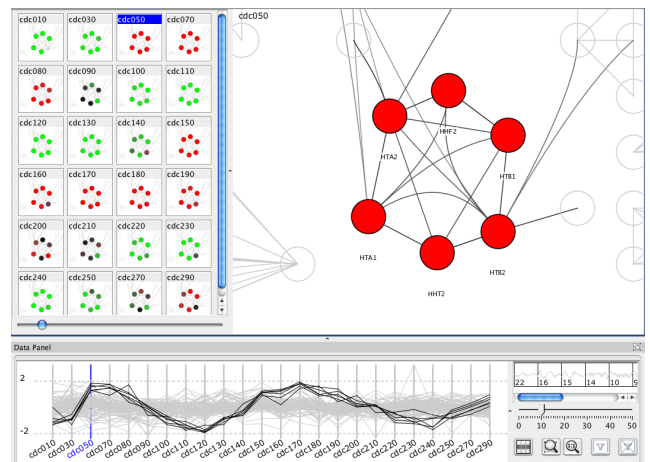 cdc010 cdc030 cdc050 cdc070
cdc080 cdc090 cdc100 cdc110
cdc120 cdc130 cdc140 cdc150
cdc160 cdc170 cdc180 cdc190
cdc200 cdc210 cdc220 cdc230
cdc240 cdc250 cdc270 cdc290
cdc050
HHF2
HTA2
HTB1
HTA1
HTB2
HHT2
Data Panel
2
-2
cdc010 cdc030 cdc050 cdc070 cdc080 cdc090 cdc100 cdc110 cdc120 cdc130 cdc140 cdc150 cdc160 cdc170 cdc180 cdc190 cdc200 cdc210 cdc220 cdc230 cdc240 cdc250 cdc270 cdc290
22 16 15 14 10 9
0 10 20 30 40 50